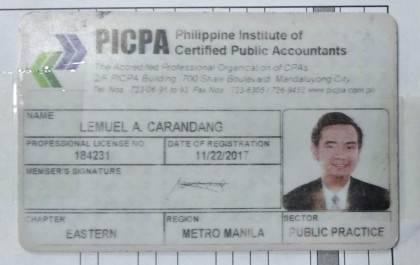 PICPA
Philippine Institute of
Certified Public Accountants
The Accredited Professional Organization of CPAs
2/F PICPA Building, 700 Shaw Boulevard, Mandaluyong City
Tel. Nos. 723-06-91 to 93 Fax Nos. 723-6305 / 726-9452 www.picpa.com.ph
NAME
LEMUEL A. CARANDANG
PROFESSIONAL LICENSE NO. DATE OF REGISTRATION
184231 11/22/2017
MEMBER'S SIGNATURE
CHAPTER REGION SECTOR
EASTERN METRO MANILA PUBLIC PRACTICE